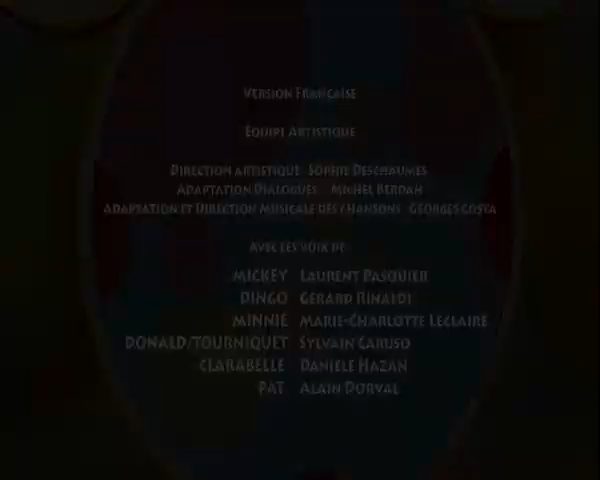 VERSION FRANÇAISE
EQUIPE ARTISTIQUE
DIRECTION ARTISTIQUE SOPHIE DESCHAUMES
ADAPTATION DIALOGUES MICHEL BERDAH
ADAPTATION ET DIRECTION MUSICALE DES CHANSONS GEORGES COSTA
AVEC LES VOIX DE
MICKEY LAURENT PASQUIER
DINGO GERARD RINALDI
MINNIE MARIE-CHARLOTTE LECLAIRE
DONALD/TOURNIQUET SYLVAIN CARUSO
CLARABELLE DANIELE HAZAN
PAT ALAIN DORVAL